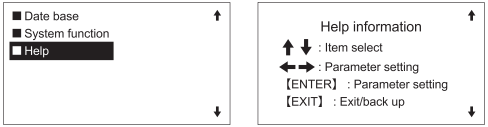 Date base
System function
Help
Help information
: Item select
: Parameter setting
【ENTER】 : Parameter setting
【EXIT】 : Exit/back up